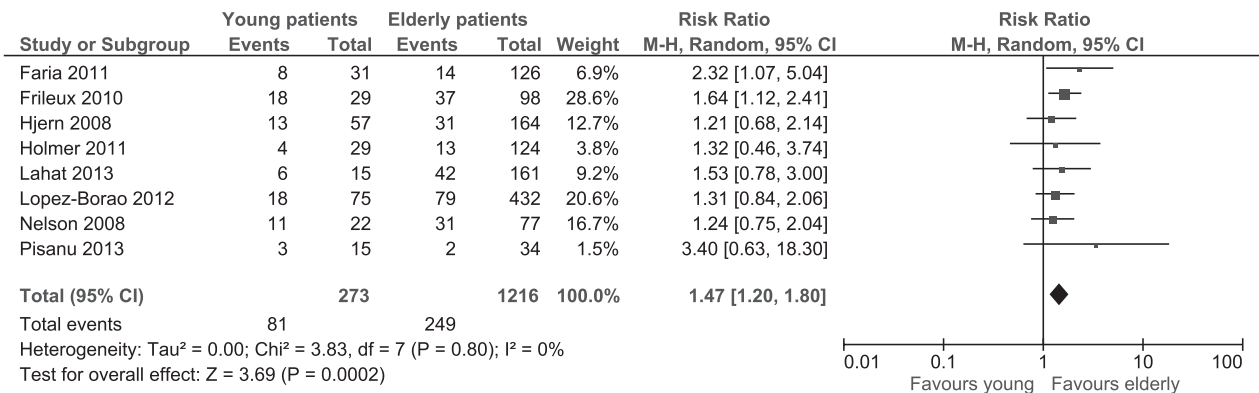 Young patients Elderly patients Risk Ratio Risk Ratio
Study or Subgroup Events Total Events Total Weight M-H, Random, 95% CI M-H, Random, 95% CI
Faria 2011 8 31 14 126 6.9% 2.32 [1.07, 5.04]
Frileux 2010 18 29 37 98 28.6% 1.64 [1.12, 2.41]
Hjern 2008 13 57 31 164 12.7% 1.21 [0.68, 2.14]
Holmer 2011 4 29 13 124 3.8% 1.32 [0.46, 3.74]
Lahat 2013 6 15 42 161 9.2% 1.53 [0.78, 3.00]
Lopez-Borao 2012 18 75 79 432 20.6% 1.31 [0.84, 2.06]
Nelson 2008 11 22 31 77 16.7% 1.24 [0.75, 2.04]
Pisanu 2013 3 15 2 34 1.5% 3.40 [0.63, 18.30]
Total (95% CI) 273 1216 100.0% 1.47 [1.20, 1.80]
Total events 81 249
Heterogeneity: Tau² = 0.00; Chi² = 3.83, df = 7 (P = 0.80); I² = 0%
Test for overall effect: Z = 3.69 (P = 0.0002)
0.01 0.1 1 10 100
Favours young Favours elderly